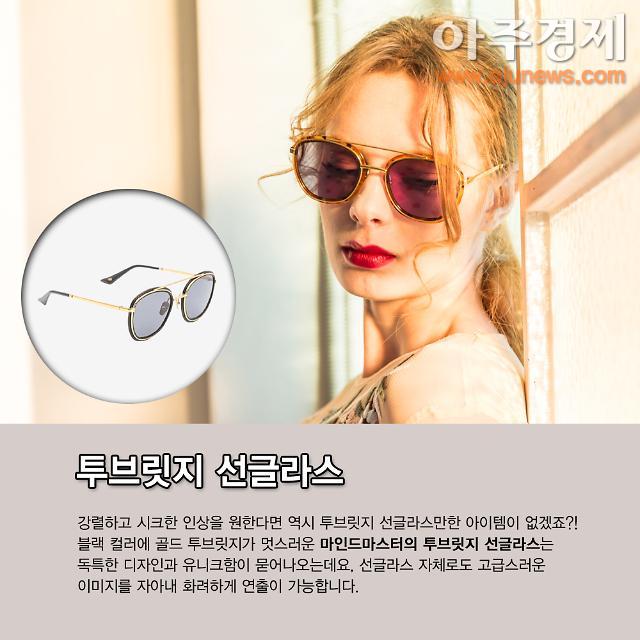 아주경제
www.ajunews.com
투브릿지 선글라스
강렬하고 시크한 인상을 원한다면 역시 투브릿지 선글라스만한 아이템이 없겠죠?!
블랙 컬러에 골드 투브릿지가 멋스러운 마인드마스터의 투브릿지 선글라스는
독특한 디자인과 유니크함이 묻어나오는데요, 선글라스 자체로도 고급스러운
이미지를 자아내 화려하게 연출이 가능합니다.